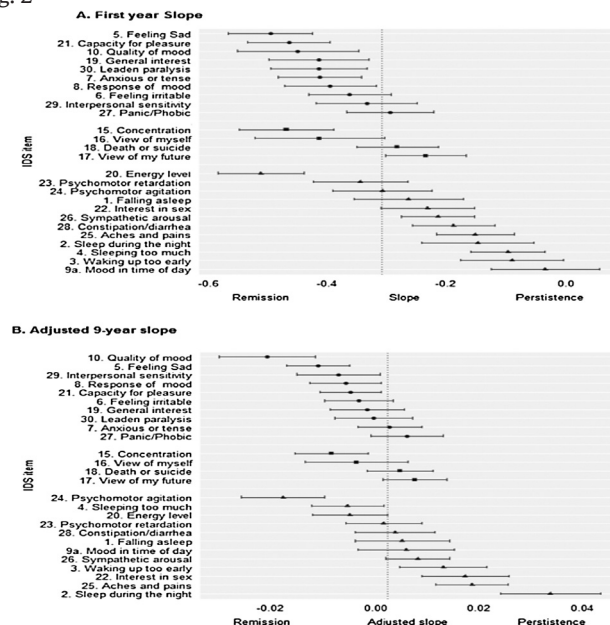 A. First year Slope
5. Feeling Sad
21. Capacity for pleasure
10. Quality of mood
19. General interest
30. Leaden paralysis
7. Anxious or tense
8. Response of mood
6. Feeling irritable
29. Interpersonal sensitivity
27. Panic/Phobic
15. Concentration
16. View of myself
18. Death or suicide
17. View of my future
20. Energy level
23. Psychomotor retardation
24. Psychomotor agitation
1. Falling asleep
22. Interest in sex
26. Sympathetic arousal
28. Constipation/diarrhea
25. Aches and pains
2. Sleep during the night
4. Sleeping too much
3. Waking up too early
9a. Mood in time of day
IDS item
-0.6 -0.4 -0.2 0.0
Remission Slope Perstistence
B. Adjusted 9-year slope
10. Quality of mood
5. Feeling Sad
29. Interpersonal sensitivity
8. Response of mood
21. Capacity for pleasure
6. Feeling irritable
19. General interest
30. Leaden paralysis
7. Anxious or tense
27. Panic/Phobic
15. Concentration
16. View of myself
18. Death or suicide
17. View of my future
24. Psychomotor agitation
4. Sleeping too much
20. Energy level
23. Psychomotor retardation
28. Constipation/diarrhea
1. Falling asleep
9a. Mood in time of day
26. Sympathetic arousal
3. Waking up too early
22. Interest in sex
25. Aches and pains
2. Sleep during the night
IDS item
-0.02 0.00 0.02 0.04
Remission Adjusted slope Persistence